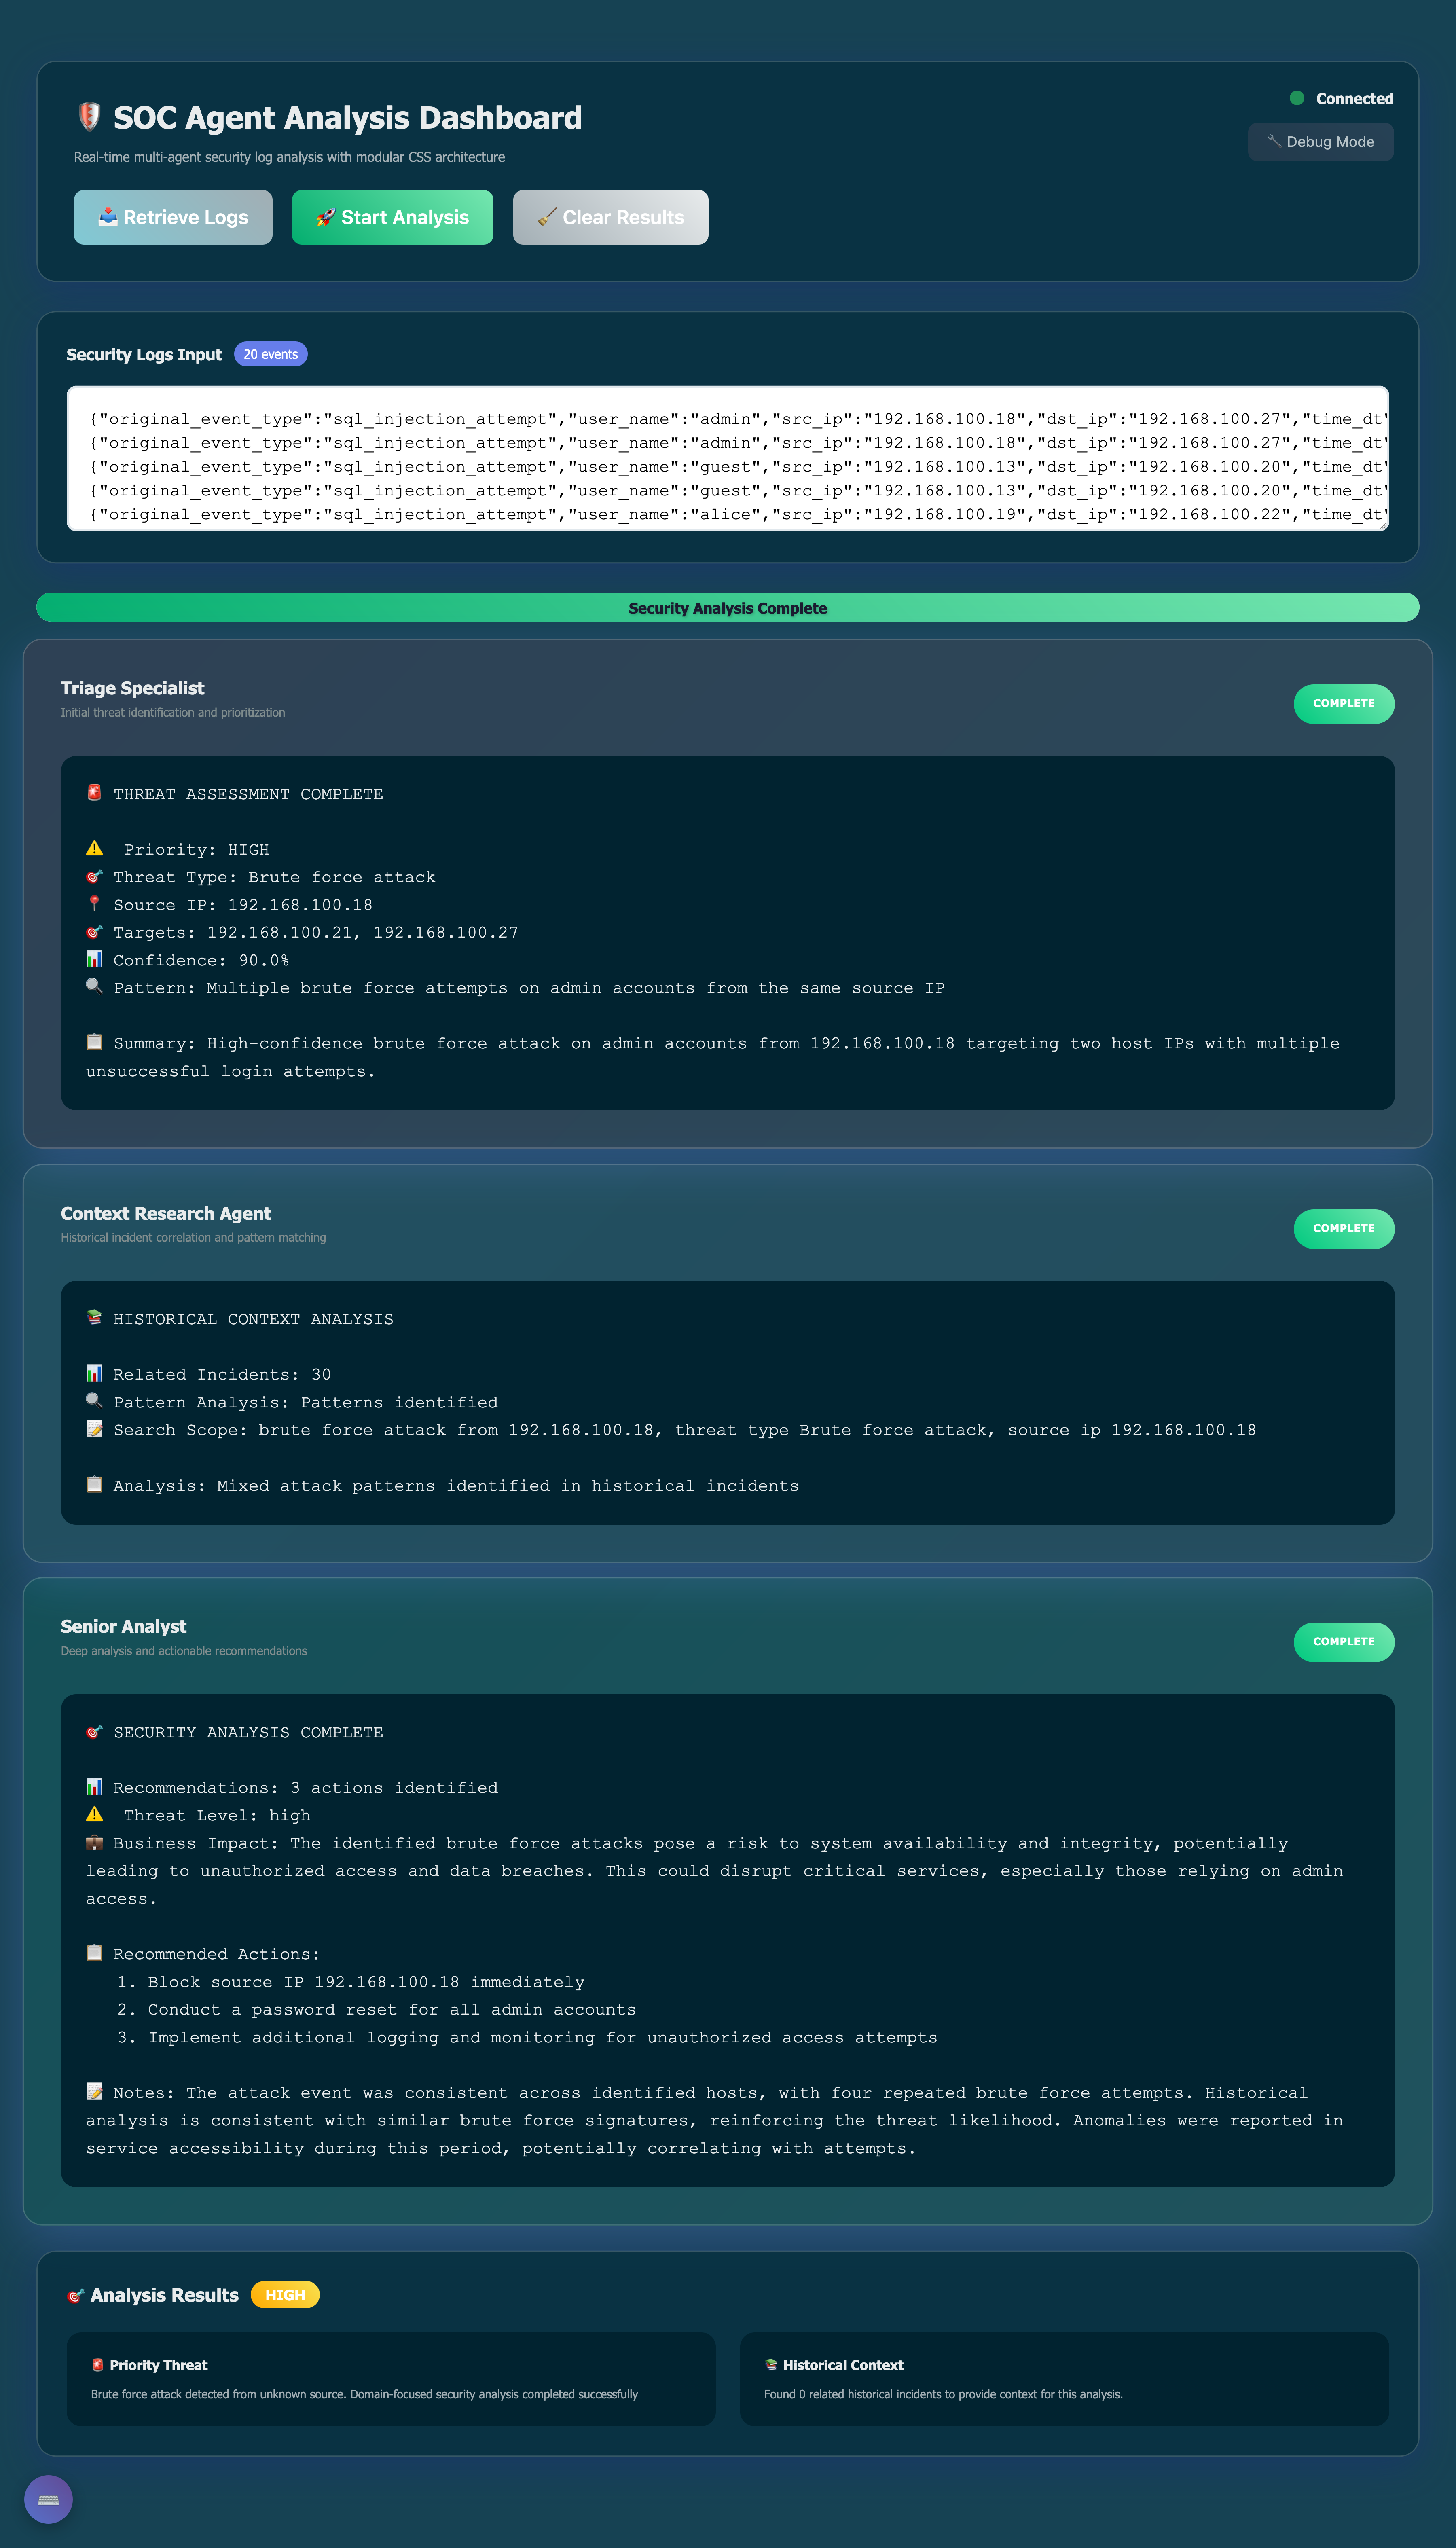 SOC Agent Analysis Dashboard
Real-time multi-agent security log analysis with modular CSS architecture
Connected
Debug Mode
Retrieve Logs
Start Analysis
Clear Results
Security Logs Input
20 events
{"original_event_type":"sql_injection_attempt","user_name":"admin","src_ip":"192.168.100.18","dst_ip":"192.168.100.27","time_dt"
{"original_event_type":"sql_injection_attempt","user_name":"admin","src_ip":"192.168.100.18","dst_ip":"192.168.100.27","time_dt"
{"original_event_type":"sql_injection_attempt","user_name":"guest","src_ip":"192.168.100.13","dst_ip":"192.168.100.20","time_dt"
{"original_event_type":"sql_injection_attempt","user_name":"guest","src_ip":"192.168.100.13","dst_ip":"192.168.100.20","time_dt"
{"original_event_type":"sql_injection_attempt","user_name":"alice","src_ip":"192.168.100.19","dst_ip":"192.168.100.22","time_dt"
Security Analysis Complete
Triage Specialist
Initial threat identification and prioritization
COMPLETE
🚨 THREAT ASSESSMENT COMPLETE
⚠️ Priority: HIGH
🎯 Threat Type: Brute force attack
📍 Source IP: 192.168.100.18
🎯 Targets: 192.168.100.21, 192.168.100.27
📊 Confidence: 90.0%
🔍 Pattern: Multiple brute force attempts on admin accounts from the same source IP
📋 Summary: High-confidence brute force attack on admin accounts from 192.168.100.18 targeting two host IPs with multiple
unsuccessful login attempts.
Context Research Agent
Historical incident correlation and pattern matching
COMPLETE
📚 HISTORICAL CONTEXT ANALYSIS
📊 Related Incidents: 30
🔍 Pattern Analysis: Patterns identified
📝 Search Scope: brute force attack from 192.168.100.18, threat type Brute force attack, source ip 192.168.100.18
📋 Analysis: Mixed attack patterns identified in historical incidents
Senior Analyst
Deep analysis and actionable recommendations
COMPLETE
🎯 SECURITY ANALYSIS COMPLETE
📊 Recommendations: 3 actions identified
⚠️ Threat Level: high
💼 Business Impact: The identified brute force attacks pose a risk to system availability and integrity, potentially
leading to unauthorized access and data breaches. This could disrupt critical services, especially those relying on admin
access.
📋 Recommended Actions:
1. Block source IP 192.168.100.18 immediately
2. Conduct a password reset for all admin accounts
3. Implement additional logging and monitoring for unauthorized access attempts
📝 Notes: The attack event was consistent across identified hosts, with four repeated brute force attempts. Historical
analysis is consistent with similar brute force signatures, reinforcing the threat likelihood. Anomalies were reported in
service accessibility during this period, potentially correlating with attempts.
🎯 Analysis Results
HIGH
🚨 Priority Threat
Brute force attack detected from unknown source. Domain-focused security analysis completed successfully
📚 Historical Context
Found 0 related historical incidents to provide context for this analysis.